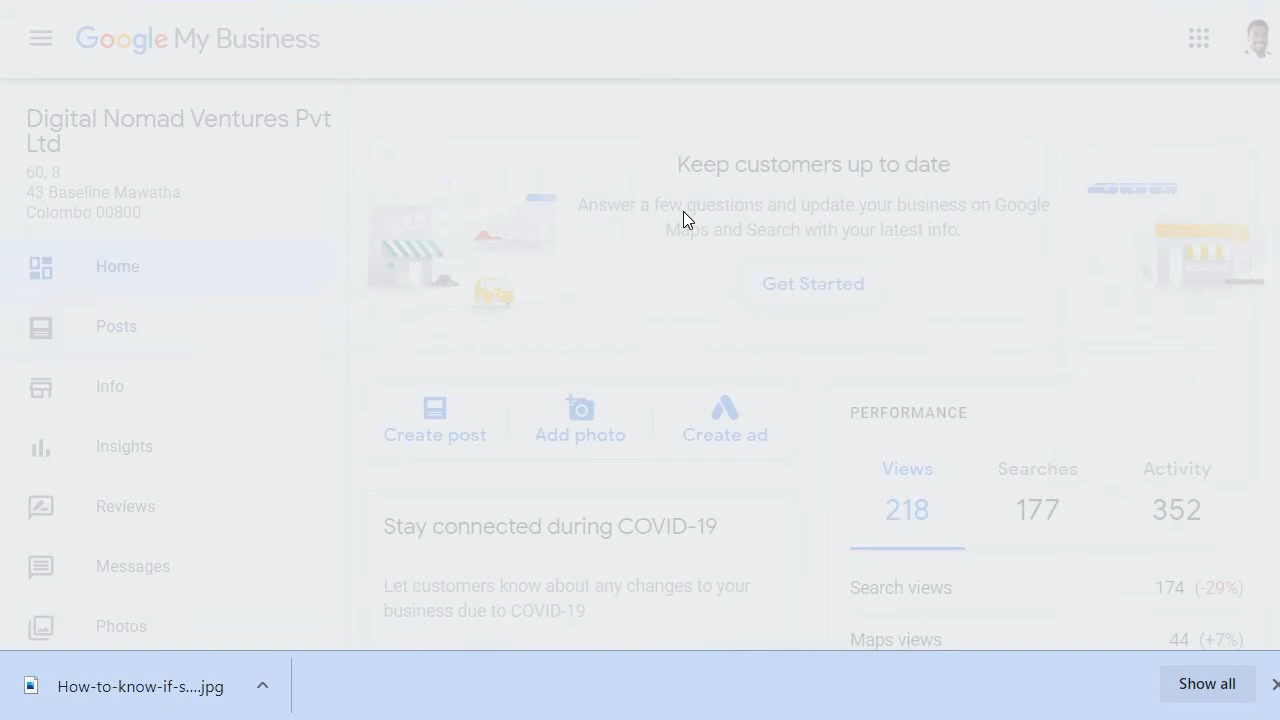 Google My Business
Digital Nomad Ventures Pvt
Ltd
60, 8
43 Baseline Mawatha
Colombo 00800
Home
Posts
Info
Insights
Reviews
Messages
Photos
Keep customers up to date
Answer a few questions and update your business on Google
Maps and Search with your latest info.
Get Started
Create post
Add photo
Create ad
Stay connected during COVID-19
Let customers know about any changes to your
business due to COVID-19
PERFORMANCE
Views Searches Activity
218 177 352
Search views 174 (-29%)
Maps views 44 (+7%)
How-to-know-if-s....jpg
Show all